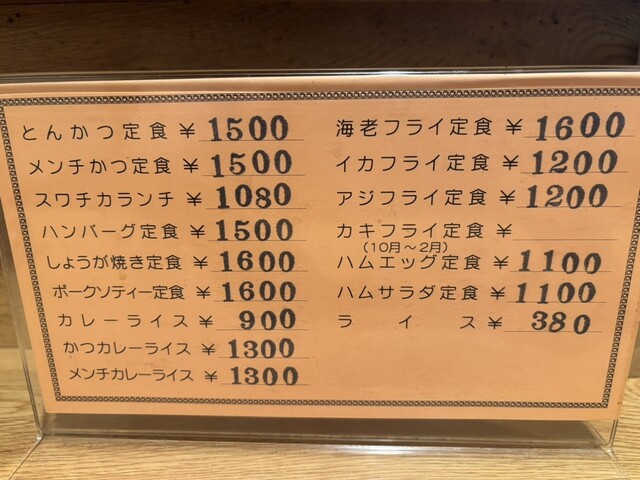 とんかつ定食 ¥ 1500
メンチかつ定食 ¥ 1500
スワチカランチ ¥ 1080
ハンバーグ定食 ¥ 1500
しょうが焼き定食 ¥ 1600
ポークソティー定食 ¥ 1600
カレーライス ¥ 900
かつカレーライス ¥ 1300
メンチカレーライス ¥ 1300
海老フライ定食 ¥ 1600
イカフライ定食 ¥ 1200
アジフライ定食 ¥ 1200
カキフライ定食 ¥
(10月～2月)
ハムエッグ定食 ¥ 1100
ハムサラダ定食 ¥ 1100
ライス ¥ 380